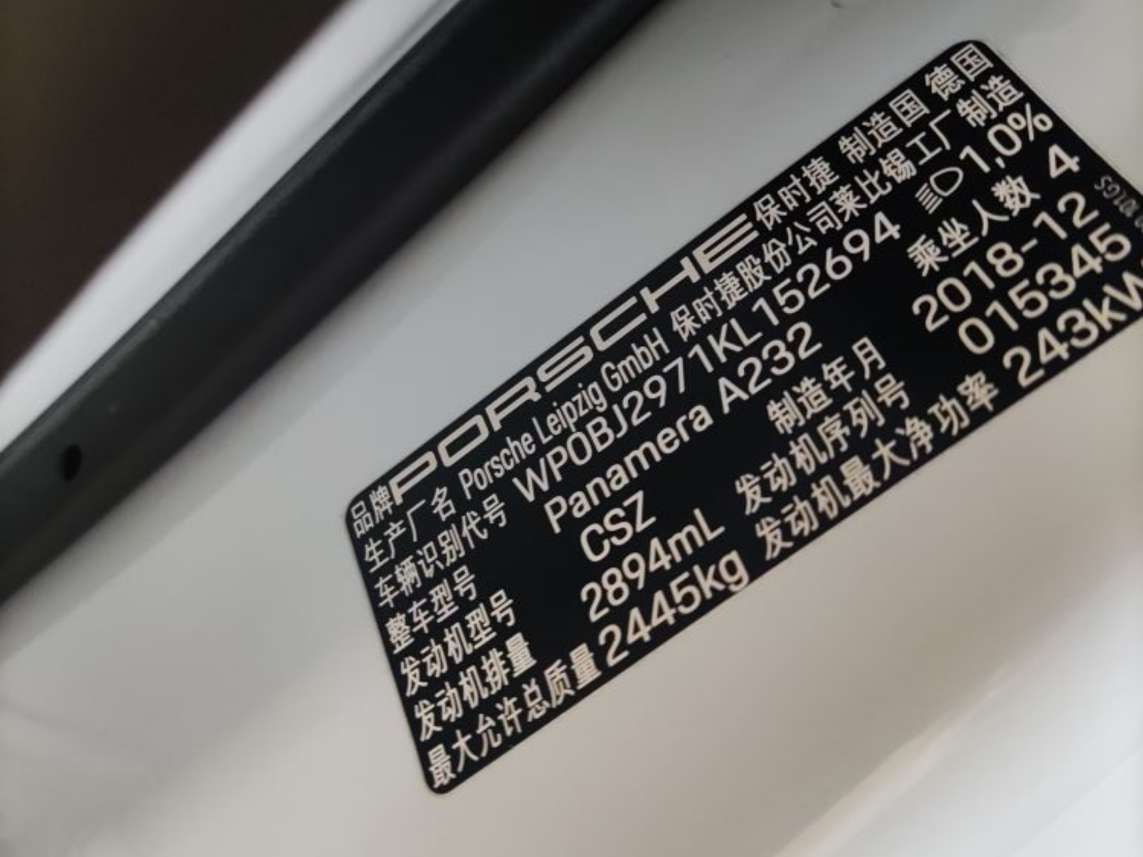 品牌 PORSCHE 保时捷 制造国 德国
生产厂名 Porsche Leipzig GmbH 保时捷股份公司莱比锡工厂 制造
车辆识别代号 WP0BJ2971KL152694 1,0%
整车型号 Panamera A232 乘坐人数 4
发动机型号 CSZ 制造年月 2018-12
发动机排量 2894mL 发动机序列号 015345
最大允许总质量 2445kg 发动机最大净功率 243kW